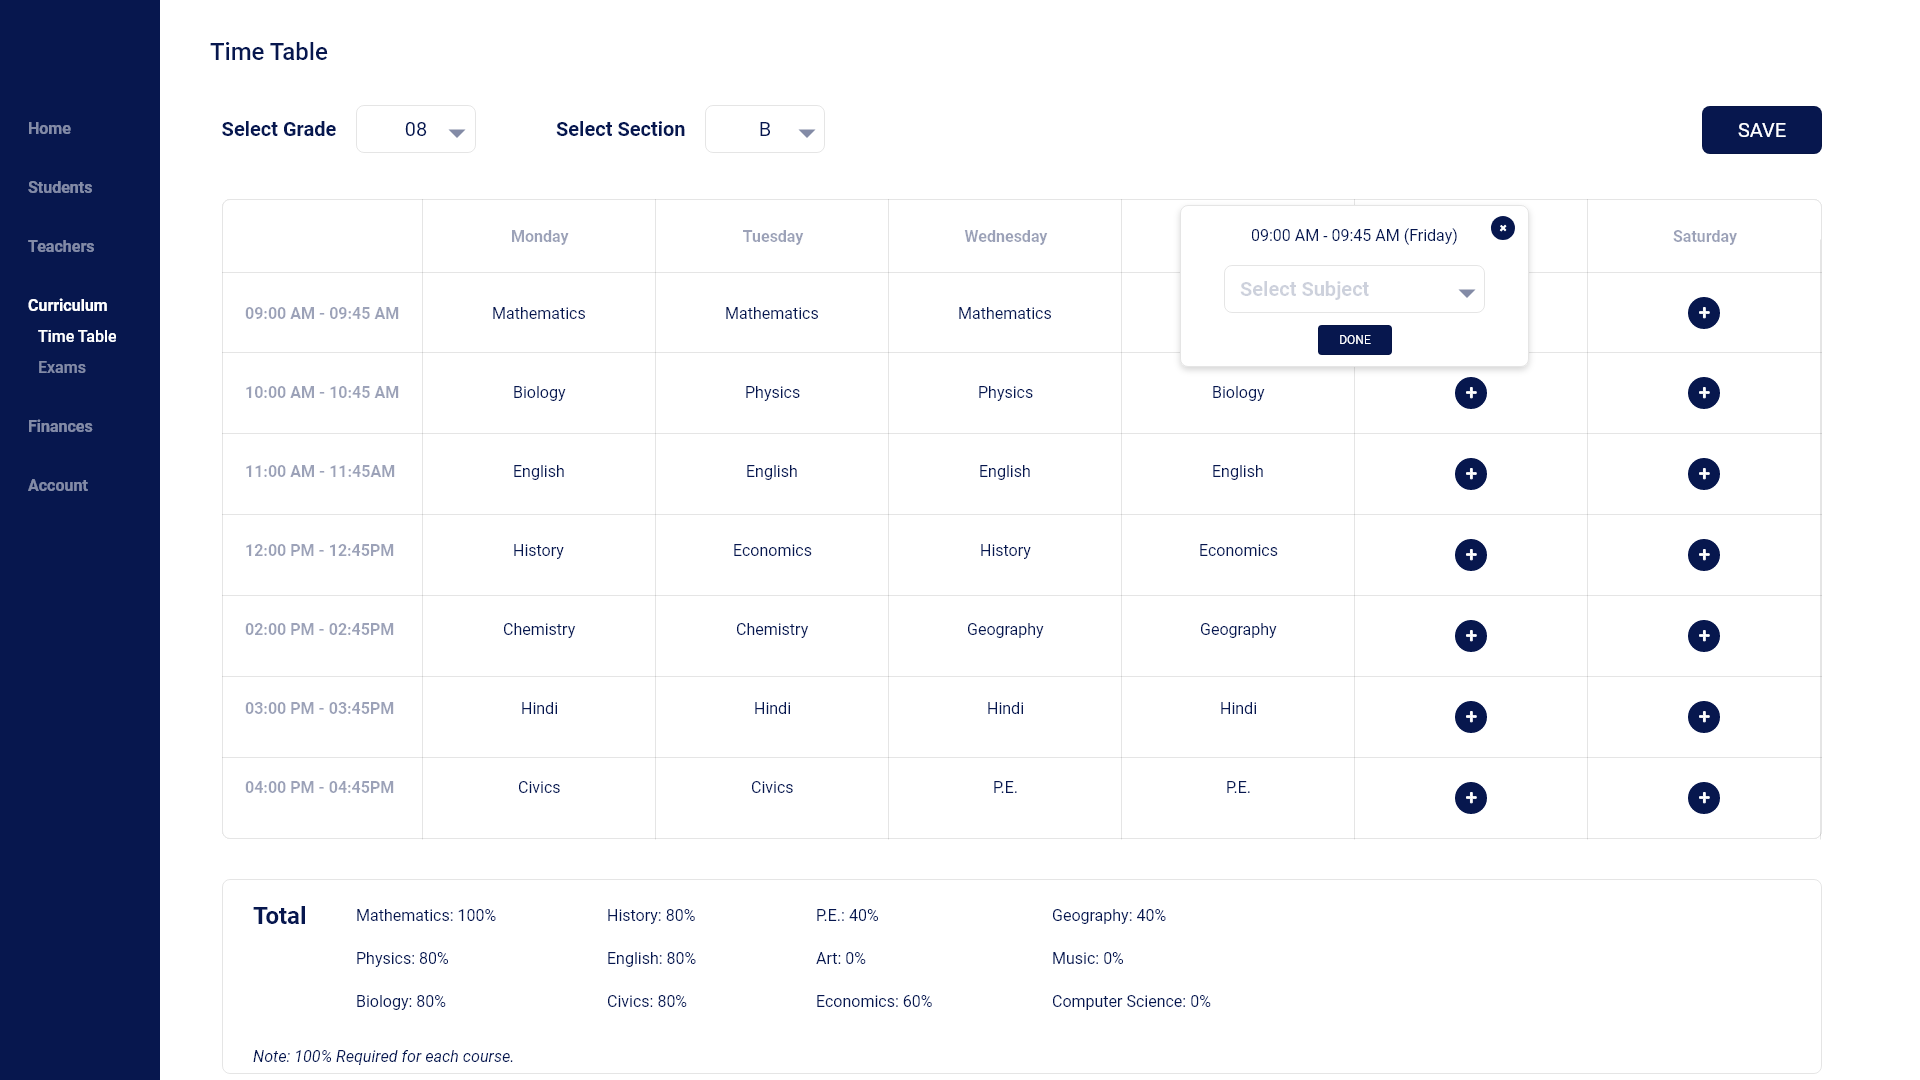 Time Table
Home
Students
Teachers
Curriculum
Time Table
Exams
Finances
Account
Select Grade 08 Select Section B SAVE
Monday Tuesday Wednesday Saturday
09:00 AM - 09:45 AM (Friday)
Select Subject
DONE
09:00 AM - 09:45 AM Mathematics Mathematics Mathematics
10:00 AM - 10:45 AM Biology Physics Physics Biology
11:00 AM - 11:45AM English English English English
12:00 PM - 12:45PM History Economics History Economics
02:00 PM - 02:45PM Chemistry Chemistry Geography Geography
03:00 PM - 03:45PM Hindi Hindi Hindi Hindi
04:00 PM - 04:45PM Civics Civics P.E. P.E.
Total Mathematics: 100% History: 80% P.E.: 40% Geography: 40%
Physics: 80% English: 80% Art: 0% Music: 0%
Biology: 80% Civics: 80% Economics: 60% Computer Science: 0%
Note: 100% Required for each course.